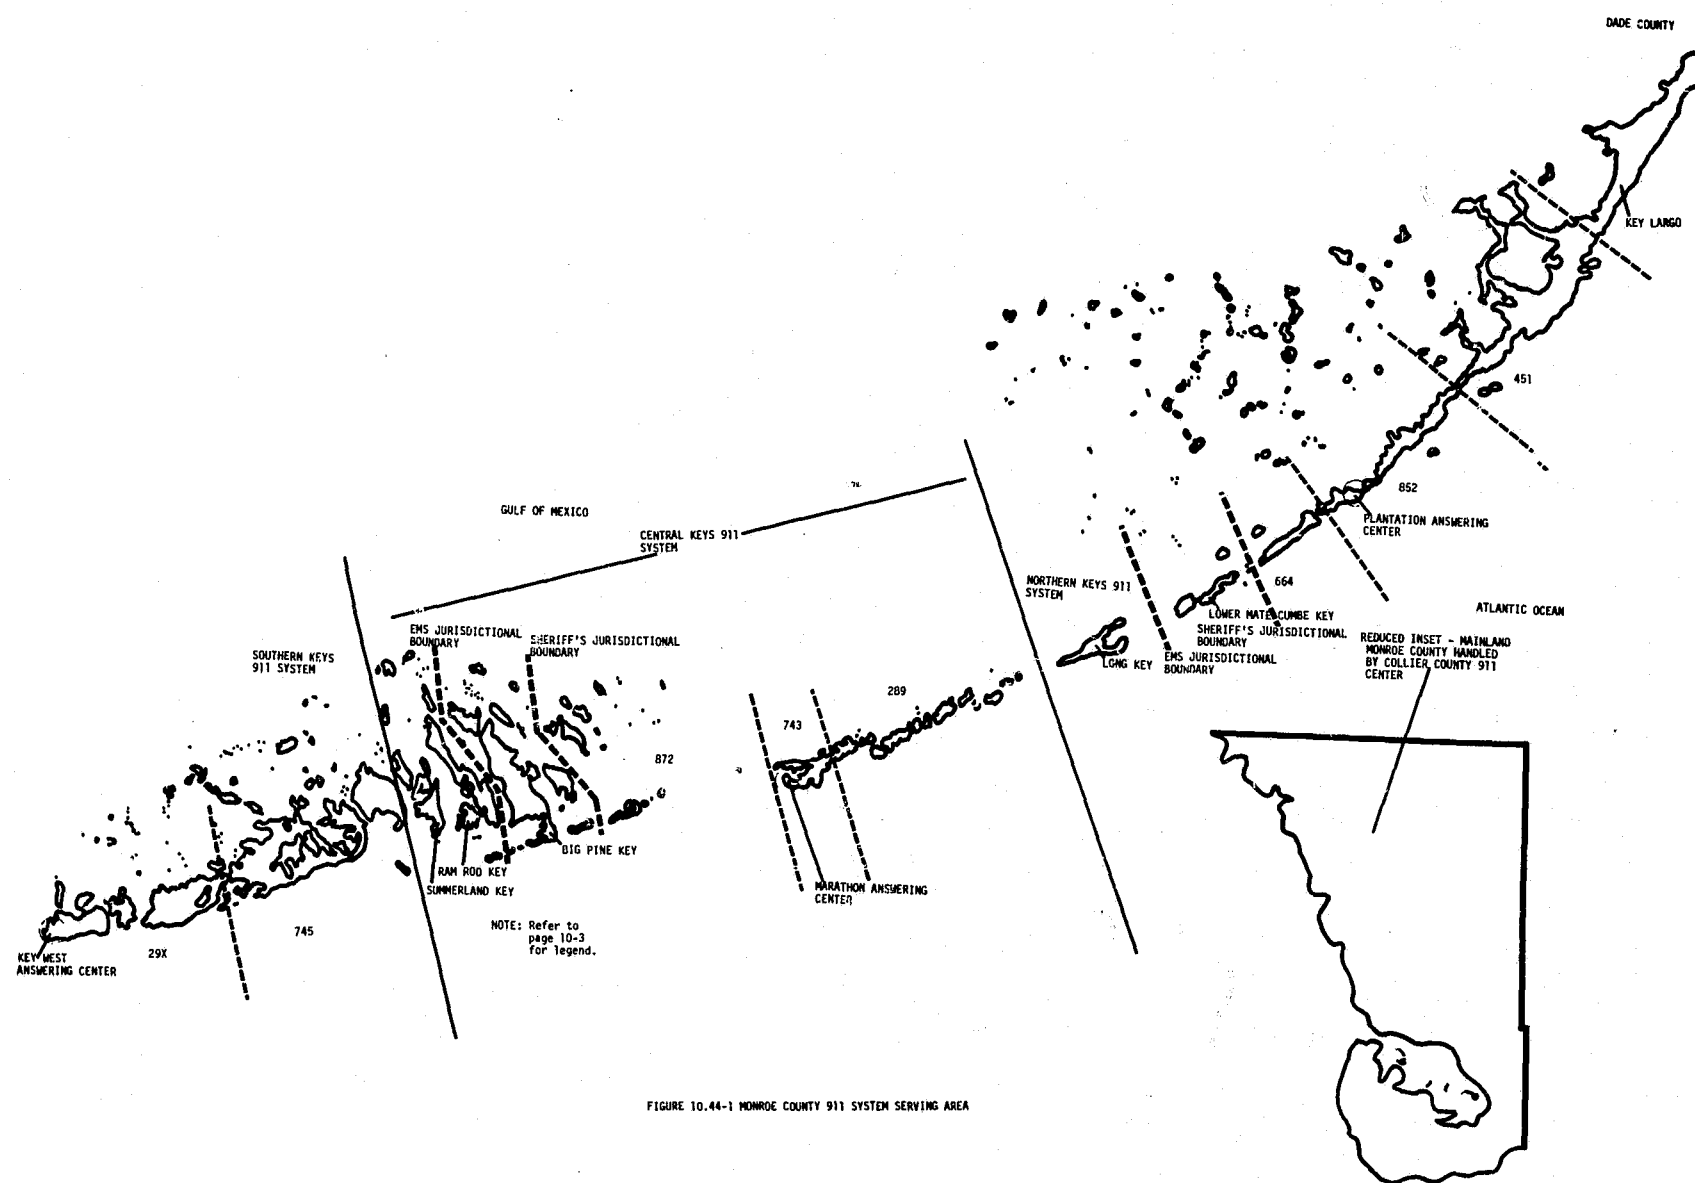 DADE COUNTY
KEY LARGO
451
852
PLANTATION ANSWERING
CENTER
GULF OF MEXICO
CENTRAL KEYS 911
SYSTEM
NORTHERN KEYS 911
SYSTEM
664
ATLANTIC OCEAN
LOWER MATECUMBE KEY
SHERIFF'S JURISDICTIONAL
BOUNDARY
EMS JURISDICTIONAL
BOUNDARY
LONG KEY
REDUCED INSET - MAINLAND
MONROE COUNTY HANDLED
BY COLLIER COUNTY 911
CENTER
EMS JURISDICTIONAL
BOUNDARY
SHERIFF'S JURISDICTIONAL
BOUNDARY
SOUTHERN KEYS
911 SYSTEM
289
743
872
BIG PINE KEY
RAM ROD KEY
SUMMERLAND KEY
MARATHON ANSWERING
CENTER
NOTE: Refer to
page 10-3
for legend.
745
29X
KEY WEST
ANSWERING CENTER
FIGURE 10.44-1 MONROE COUNTY 911 SYSTEM SERVING AREA